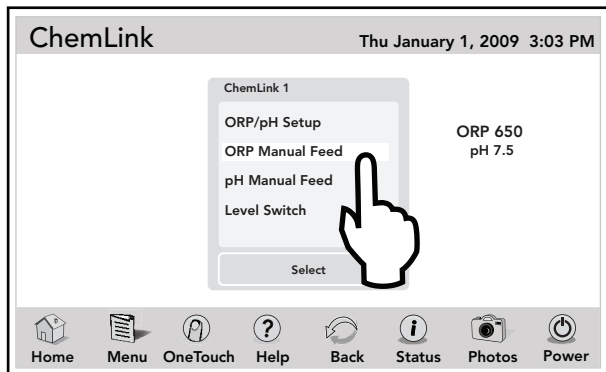 ChemLink
Thu January 1, 2009 3:03 PM
ChemLink 1
ORP/pH Setup
ORP Manual Feed
pH Manual Feed
Level Switch
Select
ORP 650
pH 7.5
Home Menu OneTouch Help Back Status Photos Power